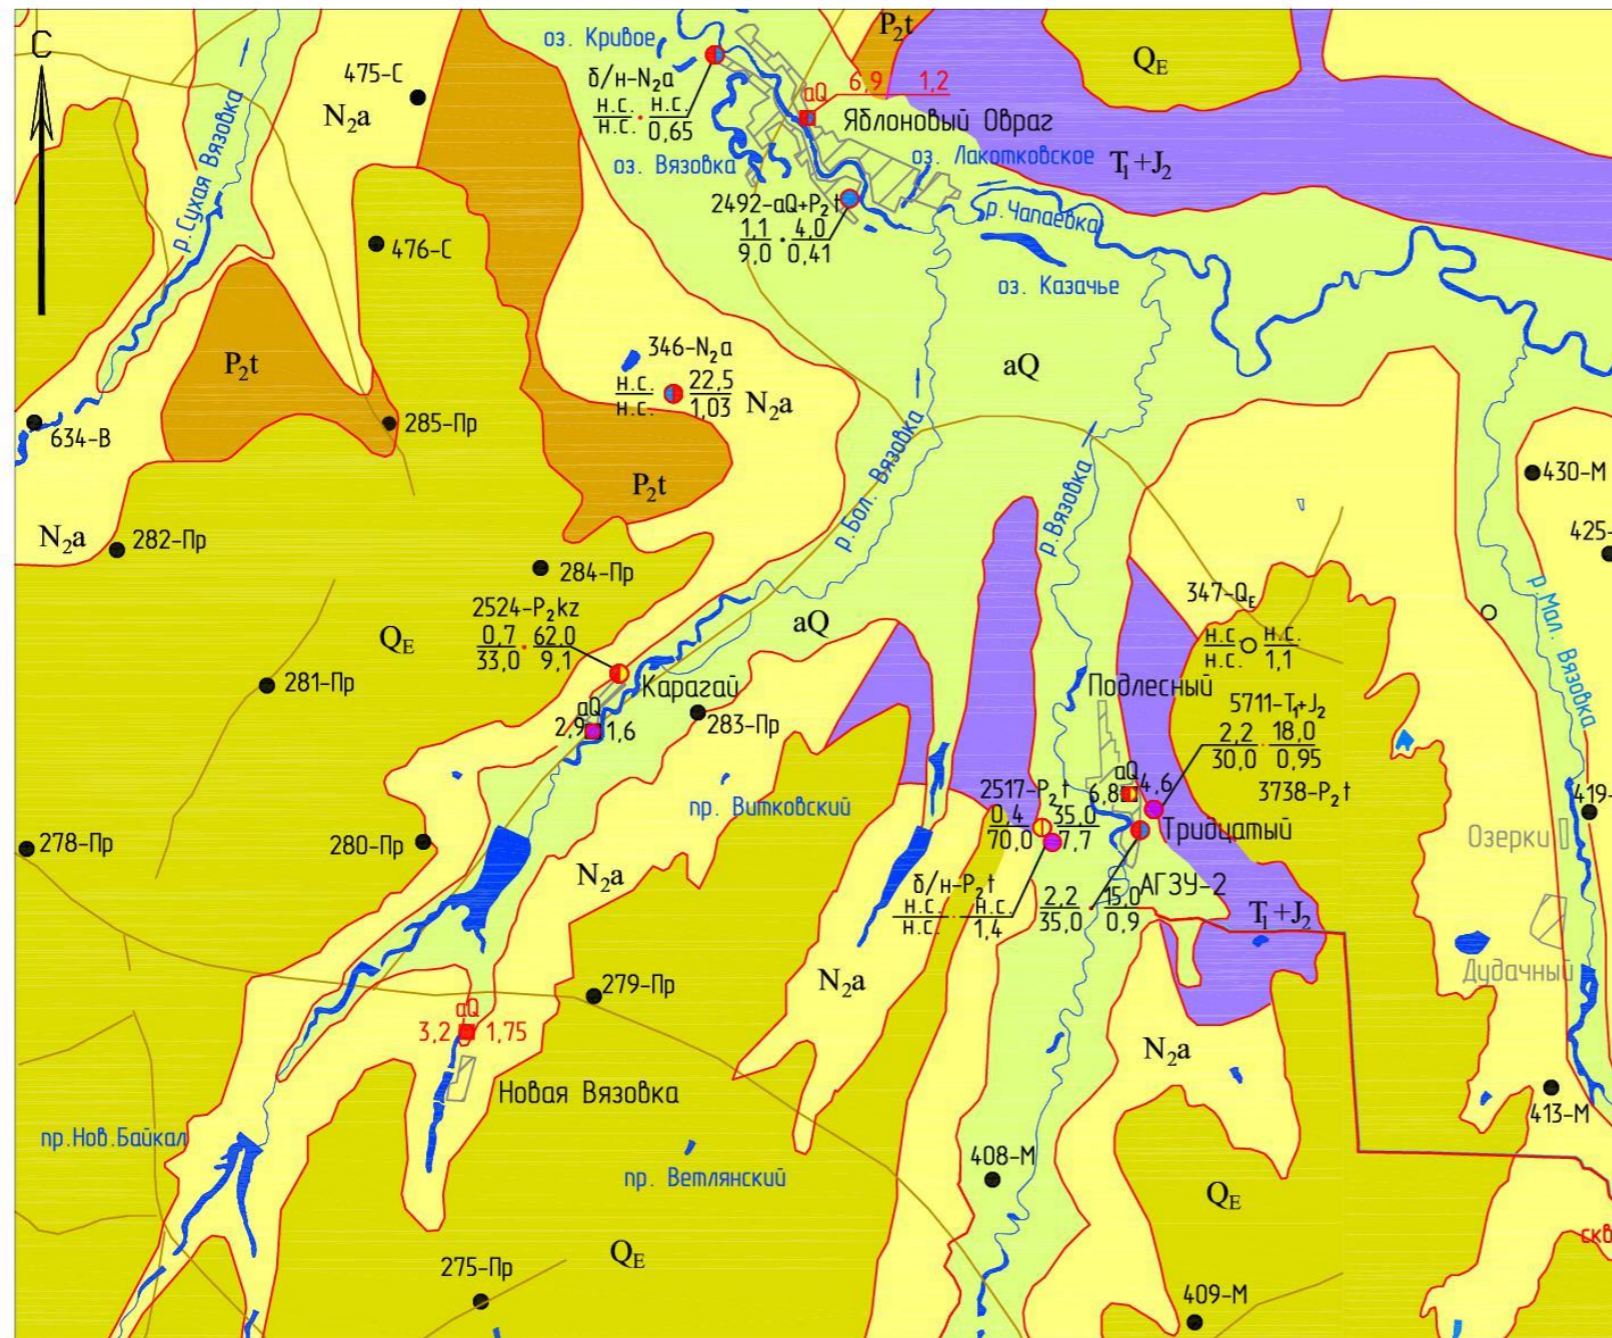 С
475-С
N₂a
р.Сухая Вязовка
476-С
P₂t
285-Пр
634-В
N₂a
282-Пр
284-Пр
оз. Кривое
б/н-N₂a
н.с. · н.с.
н.с. 0,65
оз. Вязовка
P₂t
aQ 6,9 1,2
Яблоновый Овраг
оз. Лакотковское
T₁+J₂
Q_E
2492-aQ+P₂t
1,1 · 4,0
9,0 0,41
р.Чапаевка
оз. Казачье
346-N₂a
н.с. 22,5
н.с. 1,03
N₂a
aQ
P₂t
р.Бол. Вязовка
р.Вязовка
430-М
425-
р.Мал. Вязовка
2524-P₂kz
0,7 · 62,0
33,0 9,1
Q_E
aQ
281-Пр
Карагай
aQ
2,9 1,6
283-Пр
347-Q_E
н.с. н.с.
н.с. 1,1
Подлесный
5711-T₁+J₂
2,2 · 18,0
30,0 0,95
3738-P₂t
aQ
6,8 4,6
2517-P₂t
0,4 35,0
70,0 7,7
Тридцатый
419-
Озерки
пр. Витковский
278-Пр
280-Пр
N₂a
б/н-P₂t
н.с. · н.с.
н.с. 1,4
2,2 · 15,0
35,0 0,9
АГЗУ-2
T₁+J₂
Дудачный
279-Пр
N₂a
aQ
3,2 1,75
Новая Вязовка
N₂a
413-М
пр.Нов.Байкал
пр. Ветлянский
408-М
Q_E
Q_E
скв
275-Пр
409-М